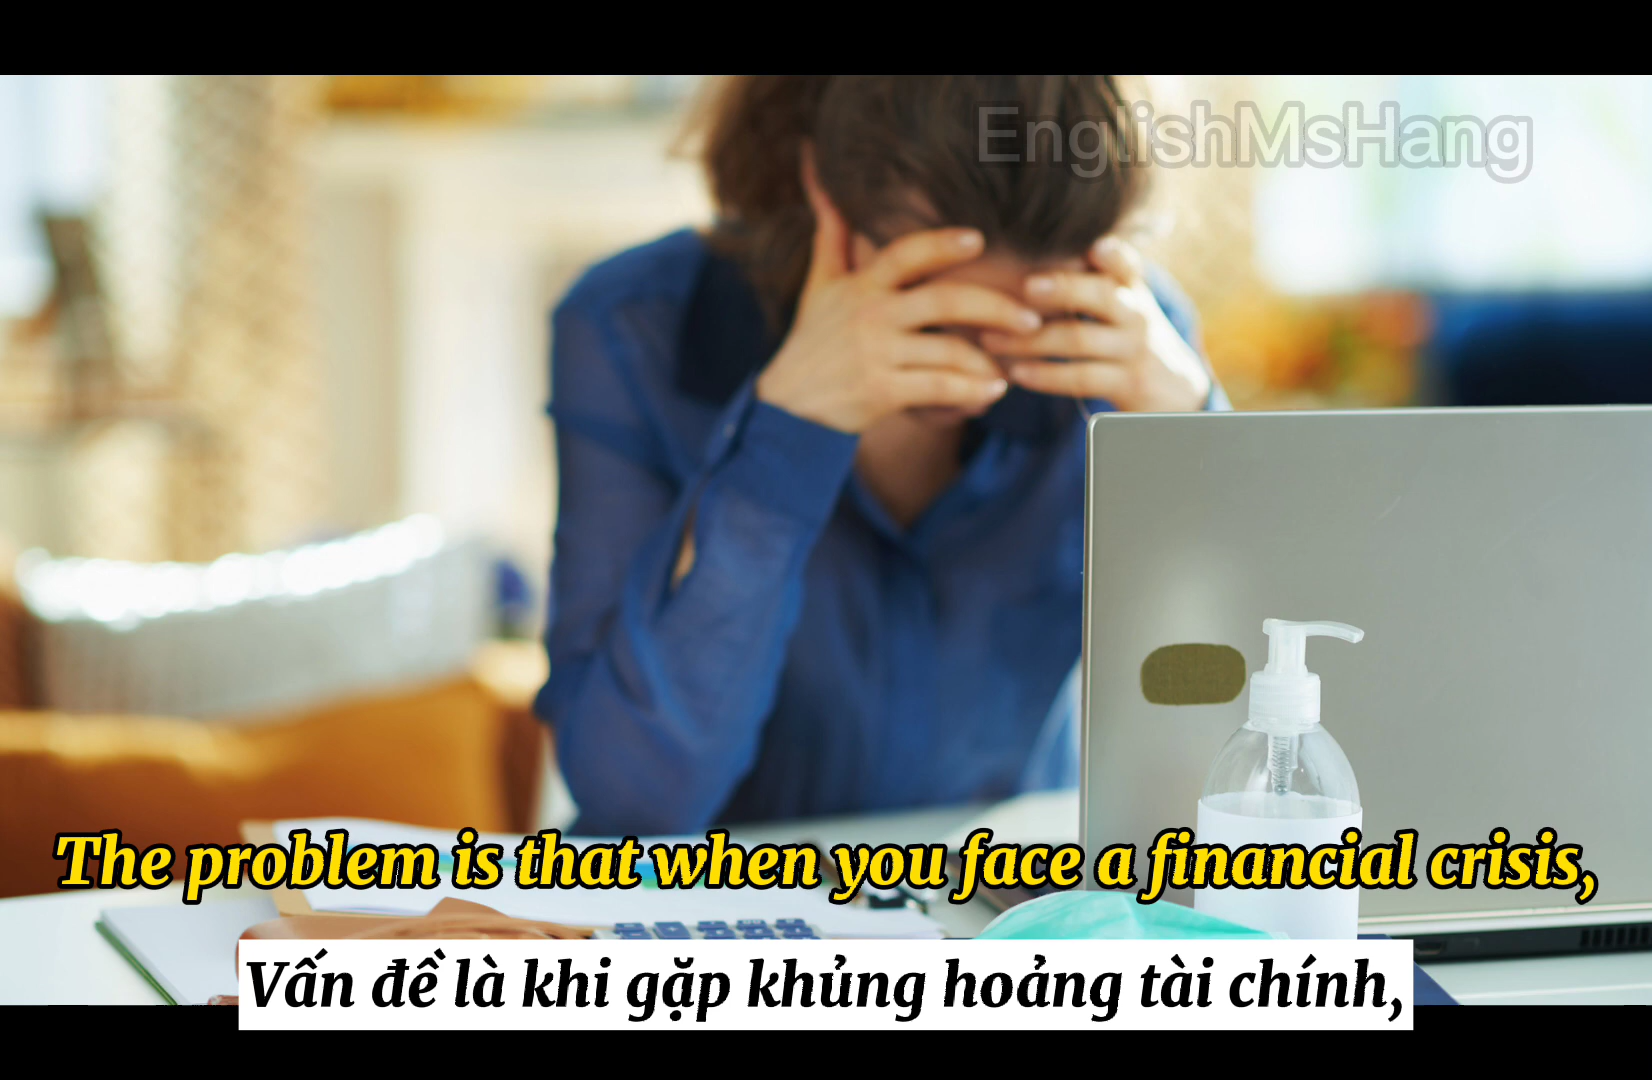 EnglishMsHang
The problem is that when you face a financial crisis,
Vấn đề là khi gặp khủng hoảng tài chính,